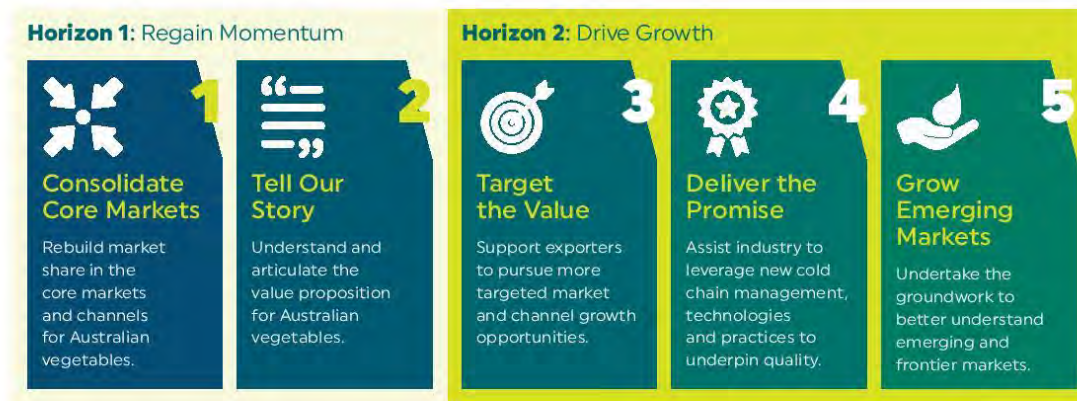 Horizon 1: Regain Momentum
1
Consolidate
Core Markets
Rebuild market
share in the
core markets
and channels
for Australian
vegetables.
2
Tell Our
Story
Understand and
articulate the
value proposition
for Australian
vegetables.
Horizon 2: Drive Growth
3
Target
the Value
Support exporters
to pursue more
targeted market
and channel growth
opportunities.
4
Deliver the
Promise
Assist industry to
leverage new cold
chain management,
technologies
and practices to
underpin quality.
5
Grow
Emerging
Markets
Undertake the
groundwork to
better understand
emerging and
frontier markets.